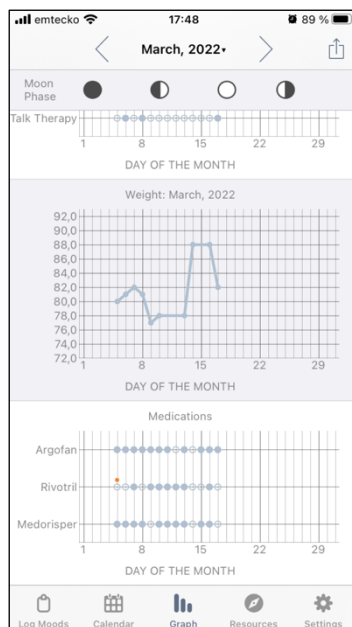 emtecko 17:48 89 %
March, 2022
Moon
Phase
Talk Therapy
1 8 15 22 29
DAY OF THE MONTH
Weight: March, 2022
92,0
90,0
88,0
86,0
84,0
82,0
80,0
78,0
76,0
74,0
72,0
1 8 15 22 29
DAY OF THE MONTH
Medications
Argofan
Rivotril
Medorisper
1 8 15 22 29
DAY OF THE MONTH
Log Moods Calendar Graph Resources Settings